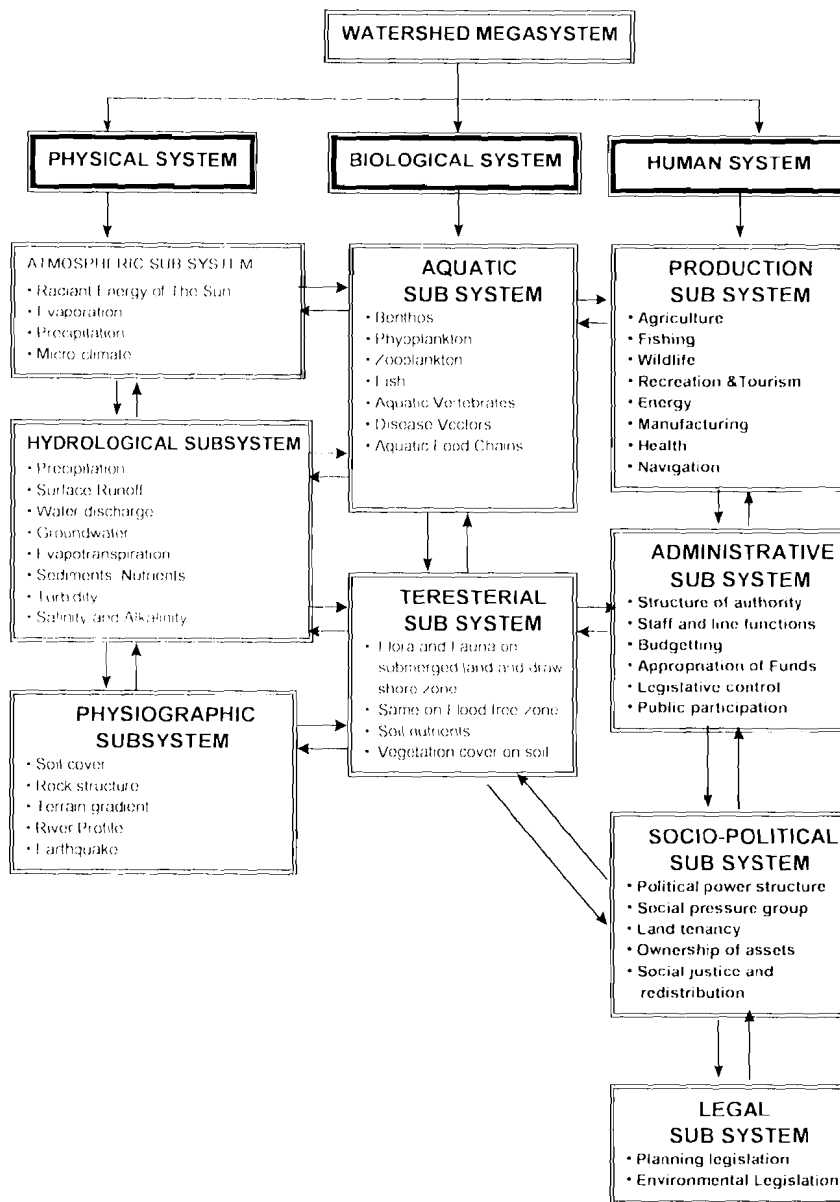 WATERSHED MEGASYSTEM
PHYSICAL SYSTEM
BIOLOGICAL SYSTEM
HUMAN SYSTEM
ATMOSPHERIC SUB SYSTEM
• Radiant Energy of The Sun
• Evaporation
• Precipitation
• Micro-climate
HYDROLOGICAL SUBSYSTEM
• Precipitation
• Surface Runoff
• Water discharge
• Groundwater
• Evapotranspiration
• Sediments, Nutrients
• Turbidity
• Salinity and Alkalinity
PHYSIOGRAPHIC
SUBSYSTEM
• Soil cover
• Rock structure
• Terrain gradient
• River Profile
• Earthquake
AQUATIC
SUB SYSTEM
• Benthos
• Phyoplankton
• Zooplankton
• Fish
• Aquatic Vertebrates
• Disease Vectors
• Aquatic Food Chains
TERESTERIAL
SUB SYSTEM
• Flora and Fauna on
submerged land and draw
shore zone
• Same on Flood free zone
• Soil nutrients
• Vegetation cover on soil
PRODUCTION
SUB SYSTEM
• Agriculture
• Fishing
• Wildlife
• Recreation &Tourism
• Energy
• Manufacturing
• Health
• Navigation
ADMINISTRATIVE
SUB SYSTEM
• Structure of authority
• Staff and line functions
• Budgetting
• Appropriation of Funds
• Legislative control
• Public participation
SOCIO-POLITICAL
SUB SYSTEM
• Political power structure
• Social pressure group
• Land tenancy
• Ownership of assets
• Social justice and
redistribution
LEGAL
SUB SYSTEM
• Planning legislation
• Environmental Legislation